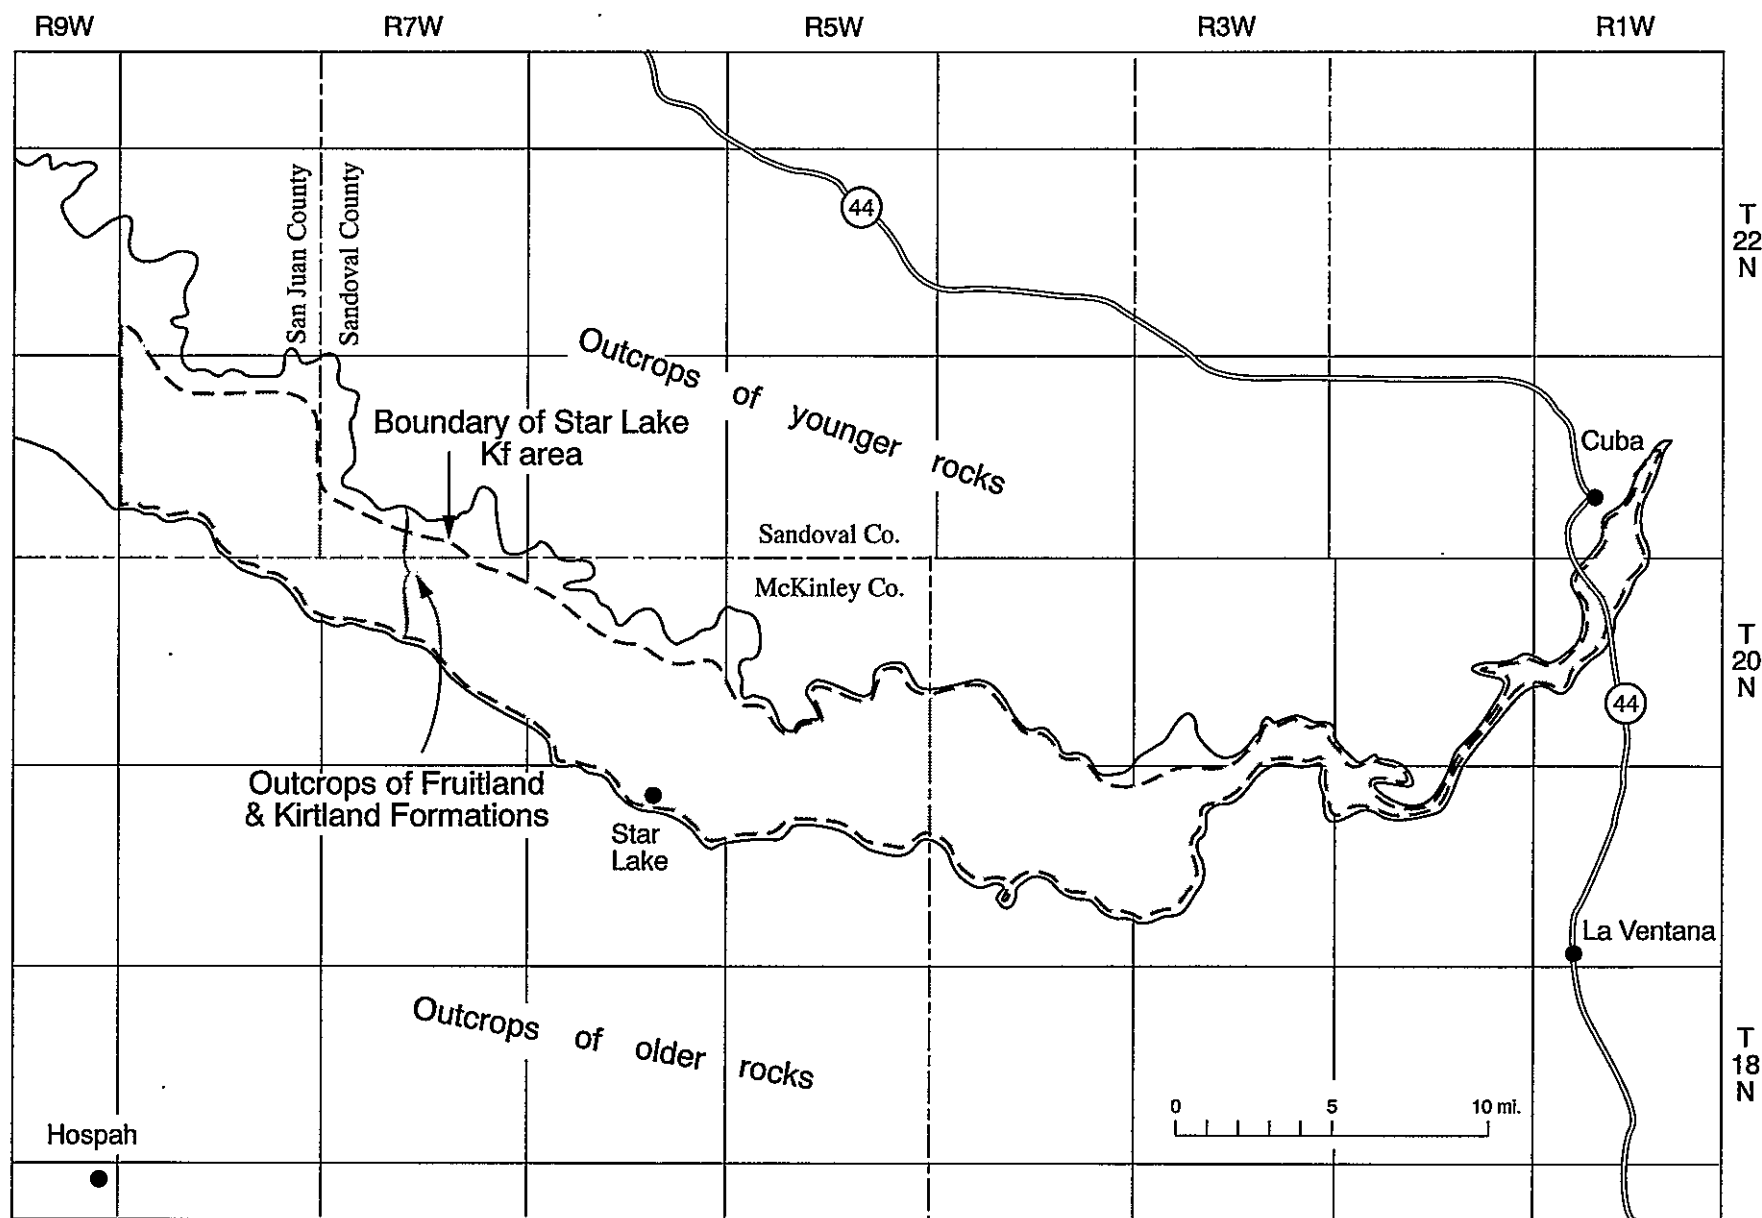 R9W R7W R5W R3W R1W
T
22
N
44
San Juan County
Sandoval County
Outcrops of younger rocks
Boundary of Star Lake
Kf area
Cuba
Sandoval Co.
McKinley Co.
T
20
N
44
Outcrops of Fruitland
& Kirtland Formations
Star
Lake
La Ventana
Outcrops of older rocks
T
18
N
0 5 10 mi.
Hospah